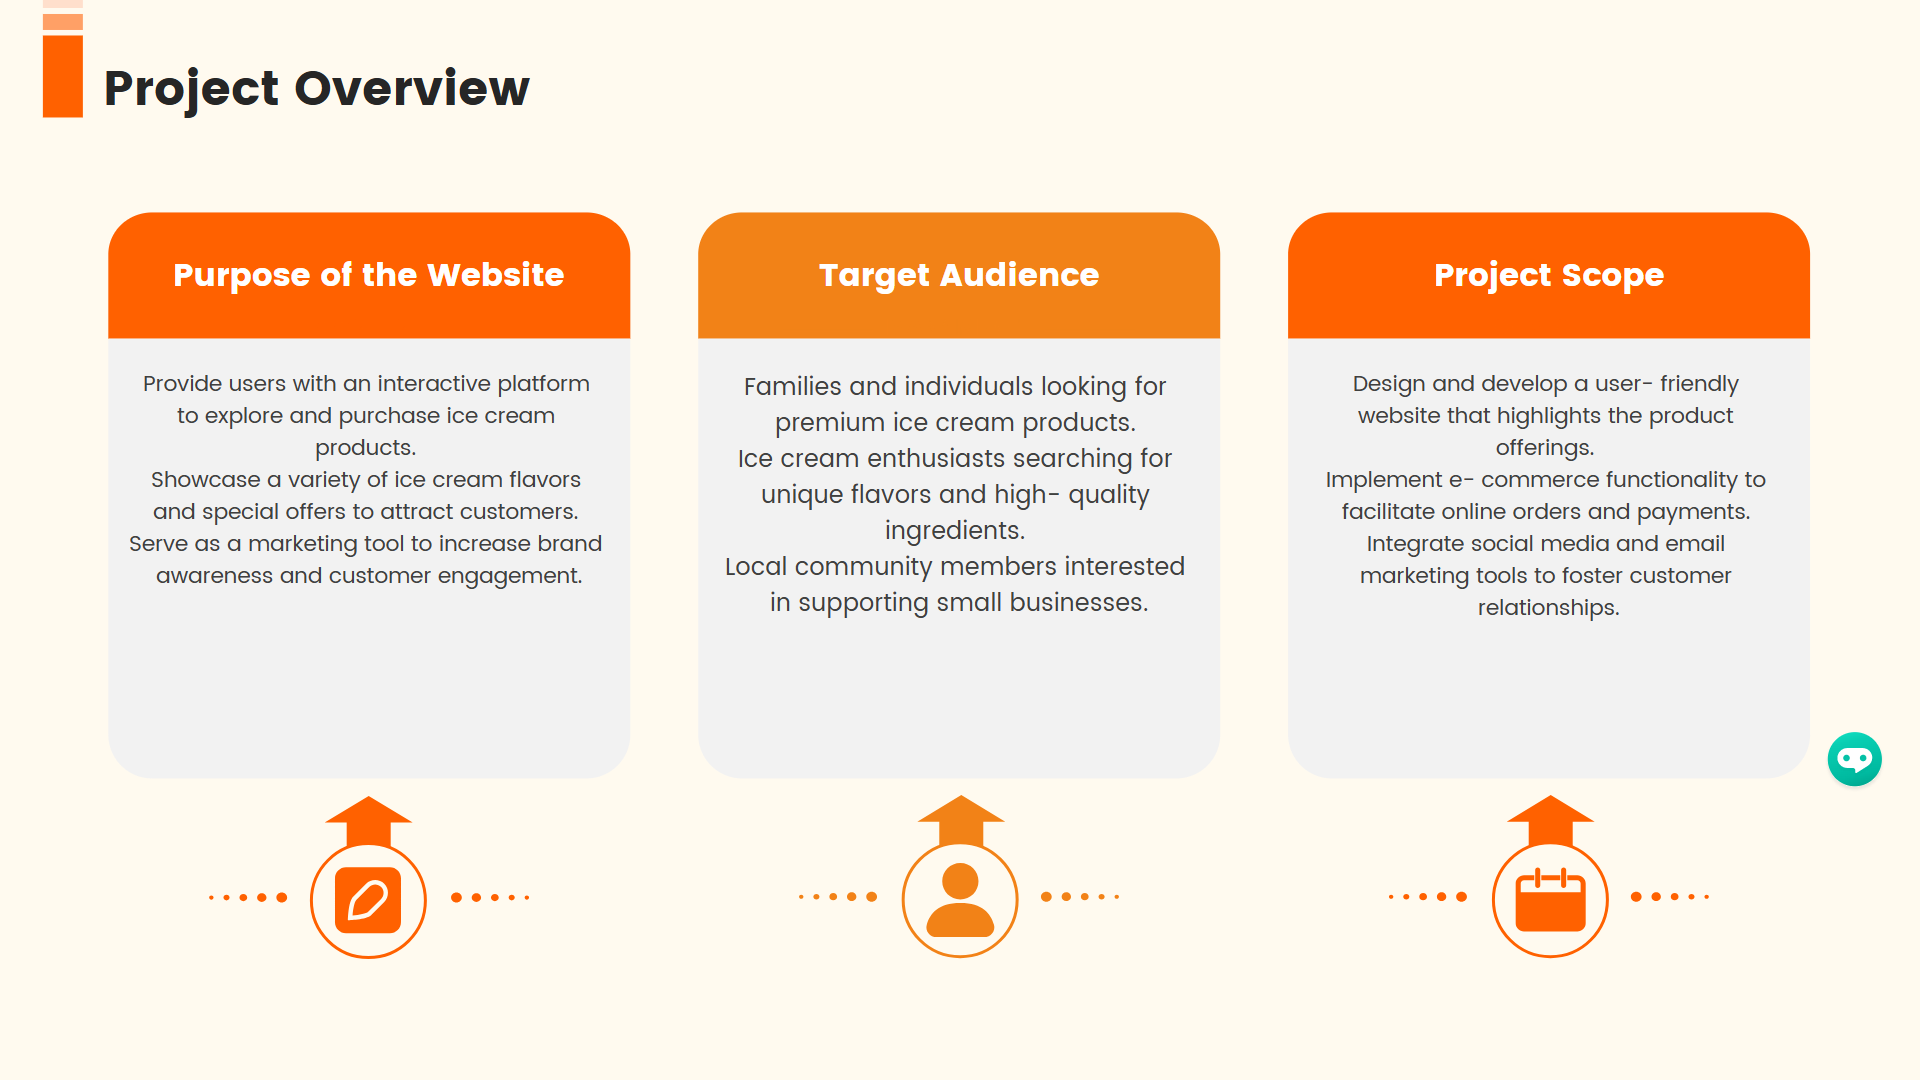 Project Overview
Purpose of the Website
Provide users with an interactive platform
to explore and purchase ice cream
products.
Showcase a variety of ice cream flavors
and special offers to attract customers.
Serve as a marketing tool to increase brand
awareness and customer engagement.
Target Audience
Families and individuals looking for
premium ice cream products.
Ice cream enthusiasts searching for
unique flavors and high- quality
ingredients.
Local community members interested
in supporting small businesses.
Project Scope
Design and develop a user- friendly
website that highlights the product
offerings.
Implement e- commerce functionality to
facilitate online orders and payments.
Integrate social media and email
marketing tools to foster customer
relationships.